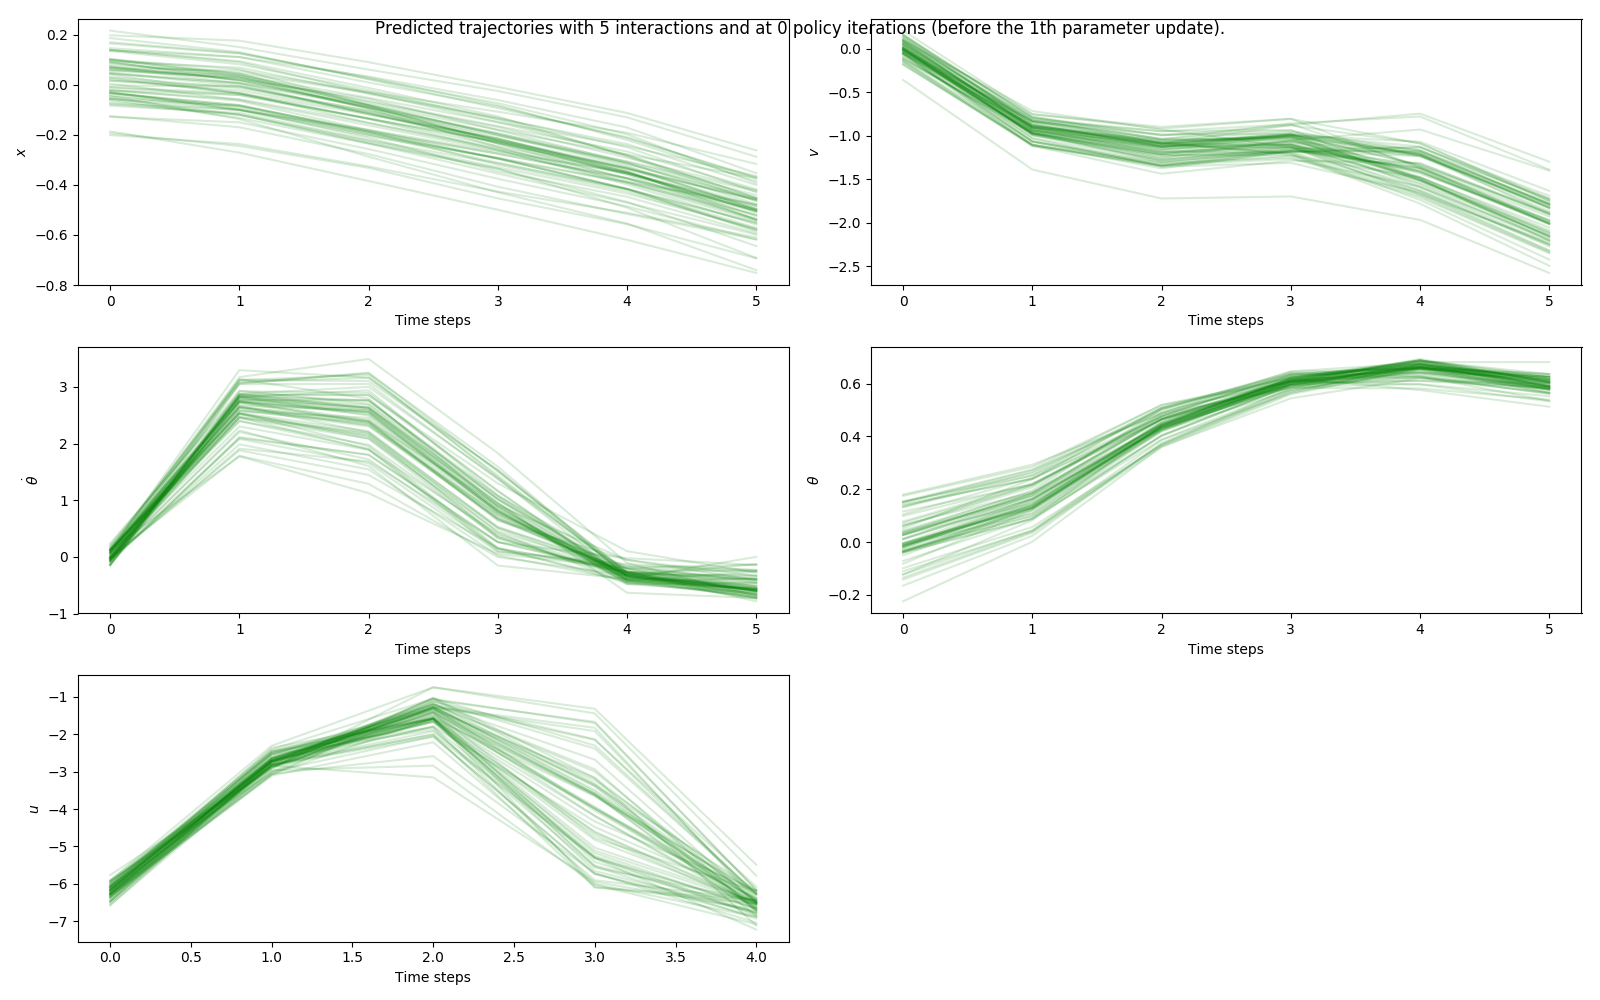 Predicted trajectories with 5 interactions and at 0 policy iterations (before the 1th parameter update).
0.2
0.0
−0.2
−0.4
−0.6
−0.8
x
0 1 2 3 4 5
Time steps
0.0
−0.5
−1.0
−1.5
−2.0
−2.5
v
0 1 2 3 4 5
Time steps
3
2
1
0
−1
θ̇
0 1 2 3 4 5
Time steps
0.6
0.4
0.2
0.0
−0.2
θ
0 1 2 3 4 5
Time steps
−1
−2
−3
−4
−5
−6
−7
u
0.0 0.5 1.0 1.5 2.0 2.5 3.0 3.5 4.0
Time steps